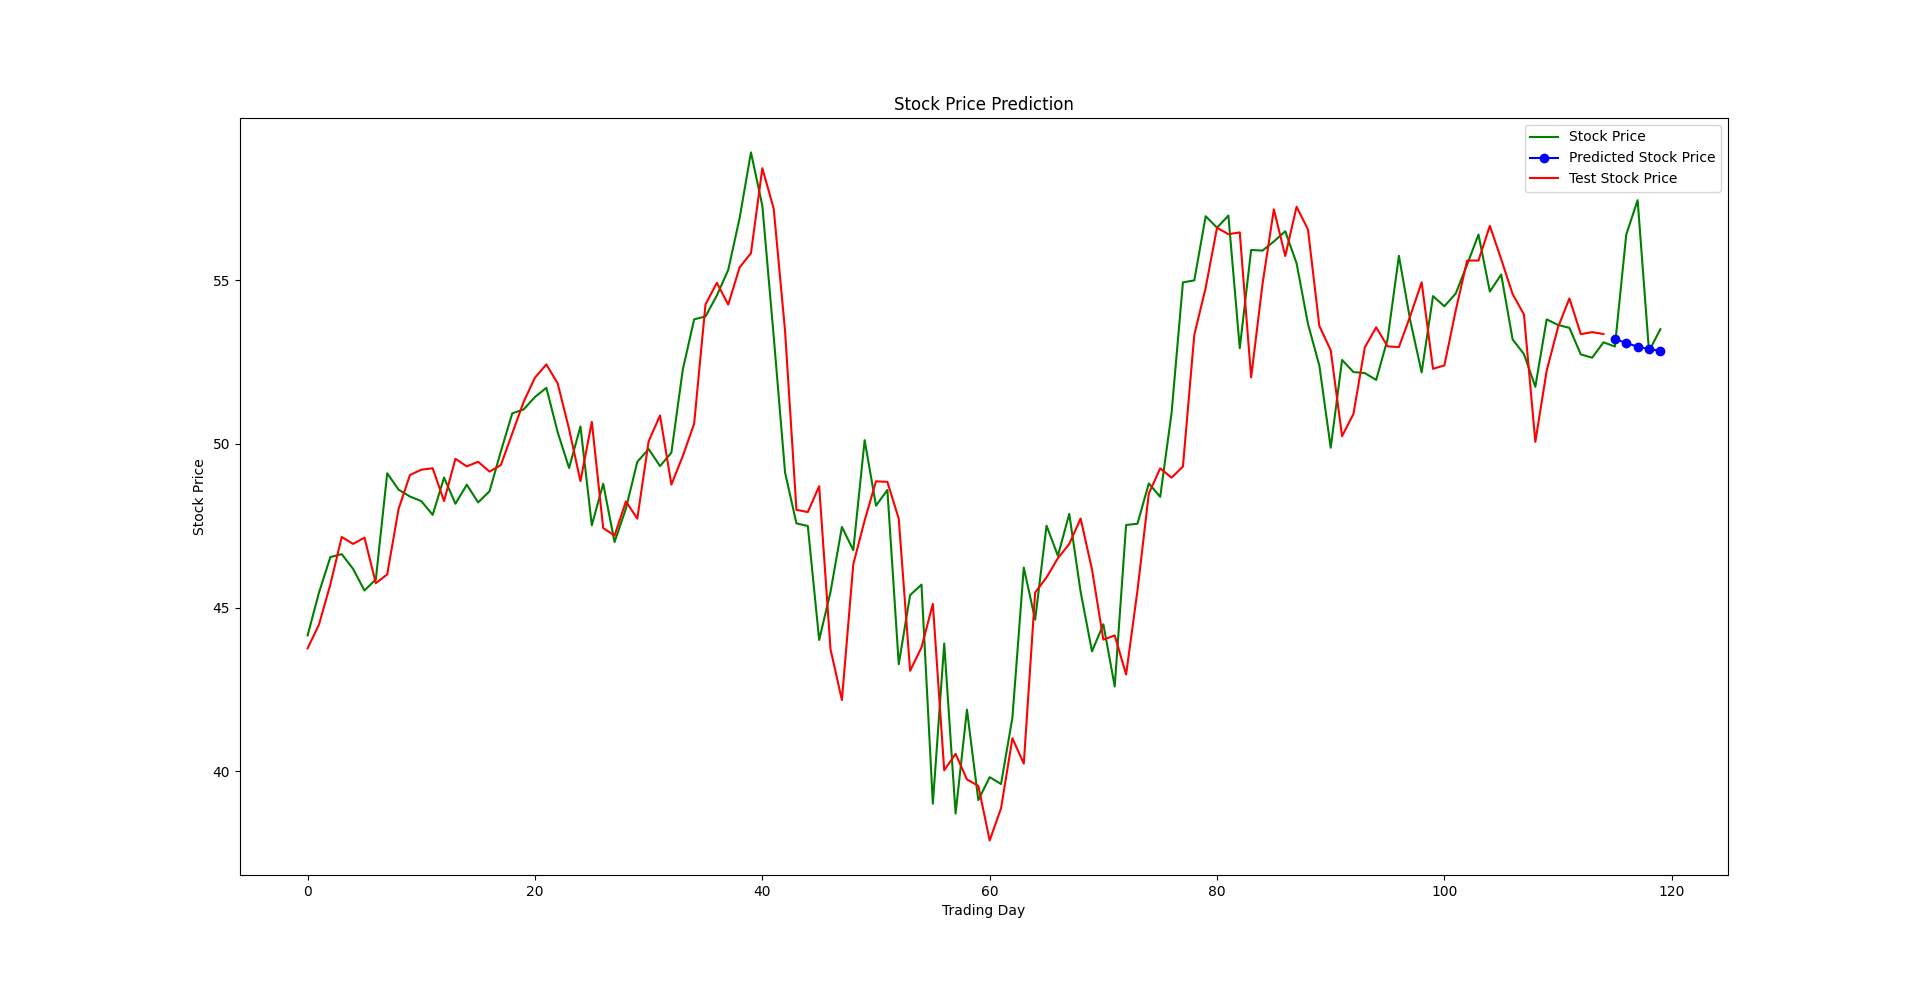 Stock Price Prediction
Stock Price
Predicted Stock Price
Test Stock Price
55
50
45
40
Stock Price
0 20 40 60 80 100 120
Trading Day